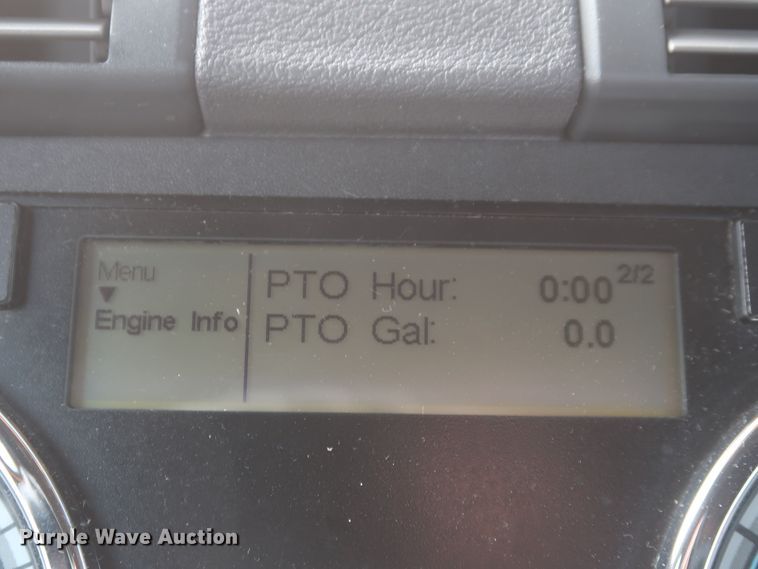 Menu
▼
Engine Info
PTO Hour: 0:00 2/2
PTO Gal: 0.0
Purple Wave Auction